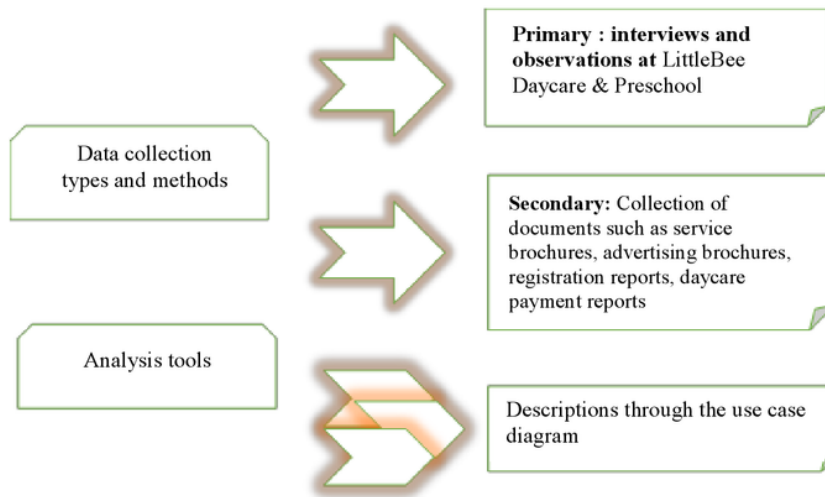 Data collection
types and methods
Primary : interviews and
observations at LittleBee
Daycare & Preschool
Secondary: Collection of
documents such as service
brochures, advertising brochures,
registration reports, daycare
payment reports
Analysis tools
Descriptions through the use case
diagram